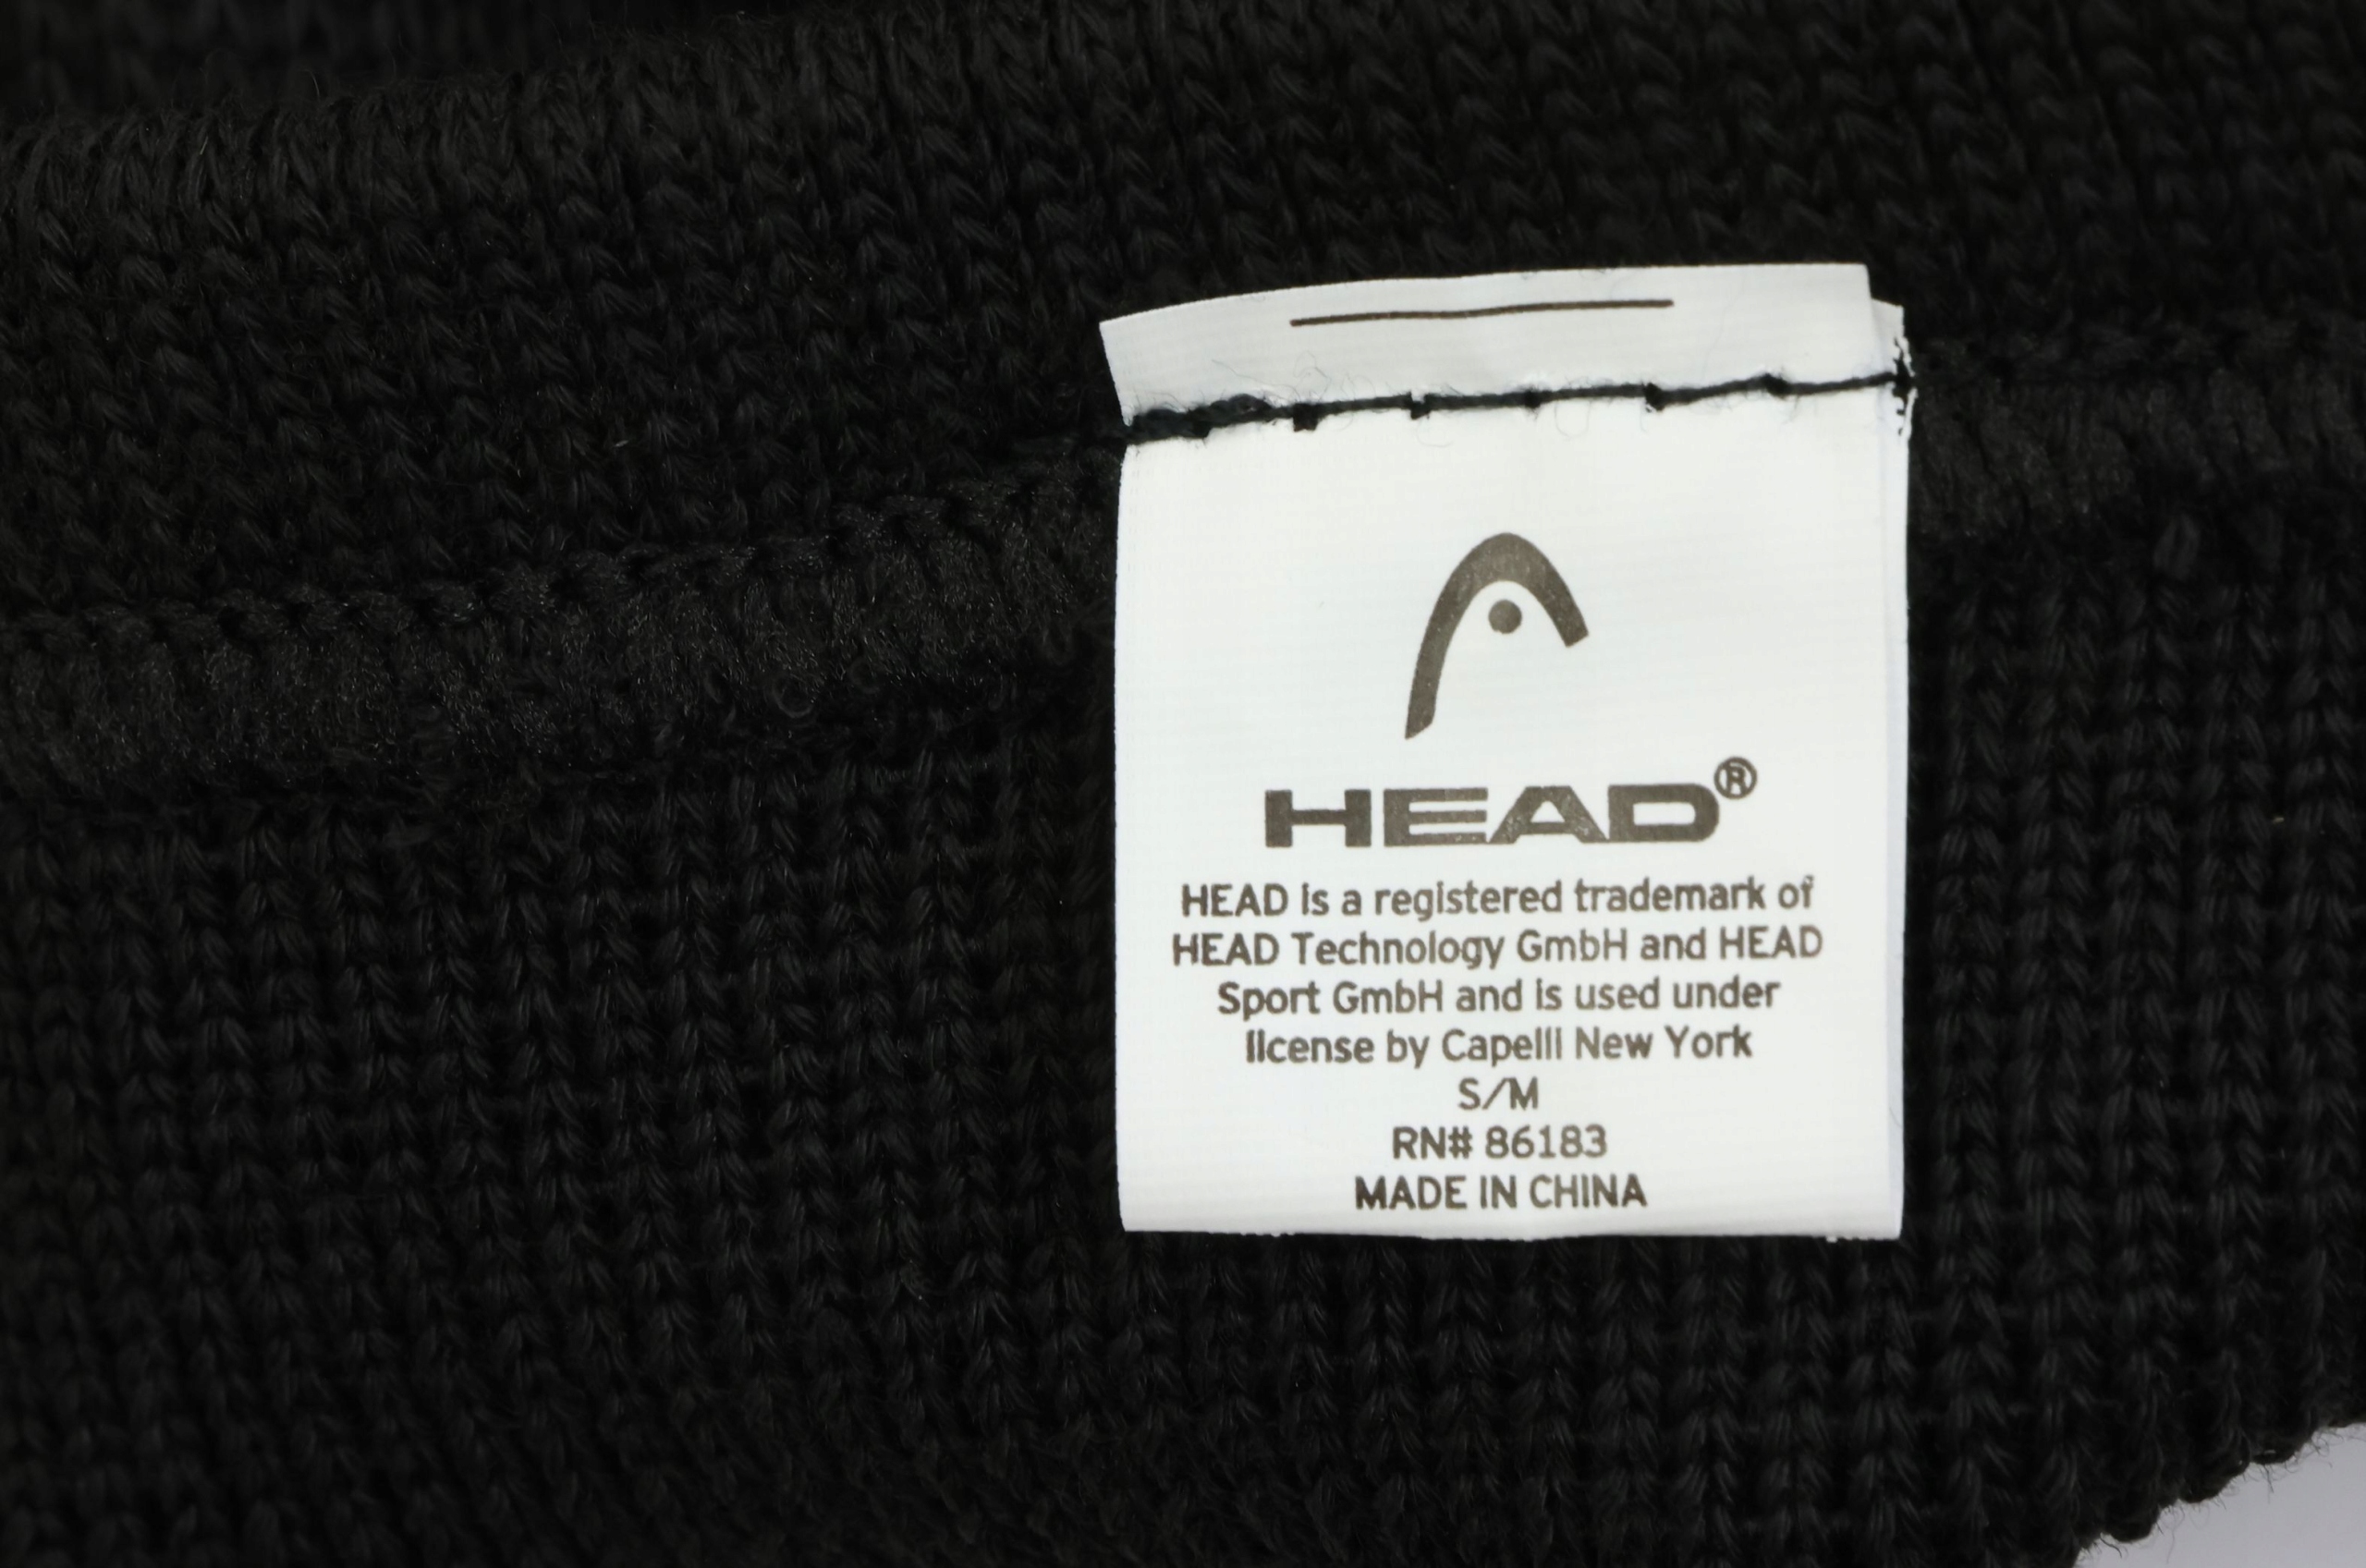 HEAD®
HEAD is a registered trademark of
HEAD Technology GmbH and HEAD
Sport GmbH and is used under
license by Capelli New York
S/M
RN# 86183
MADE IN CHINA